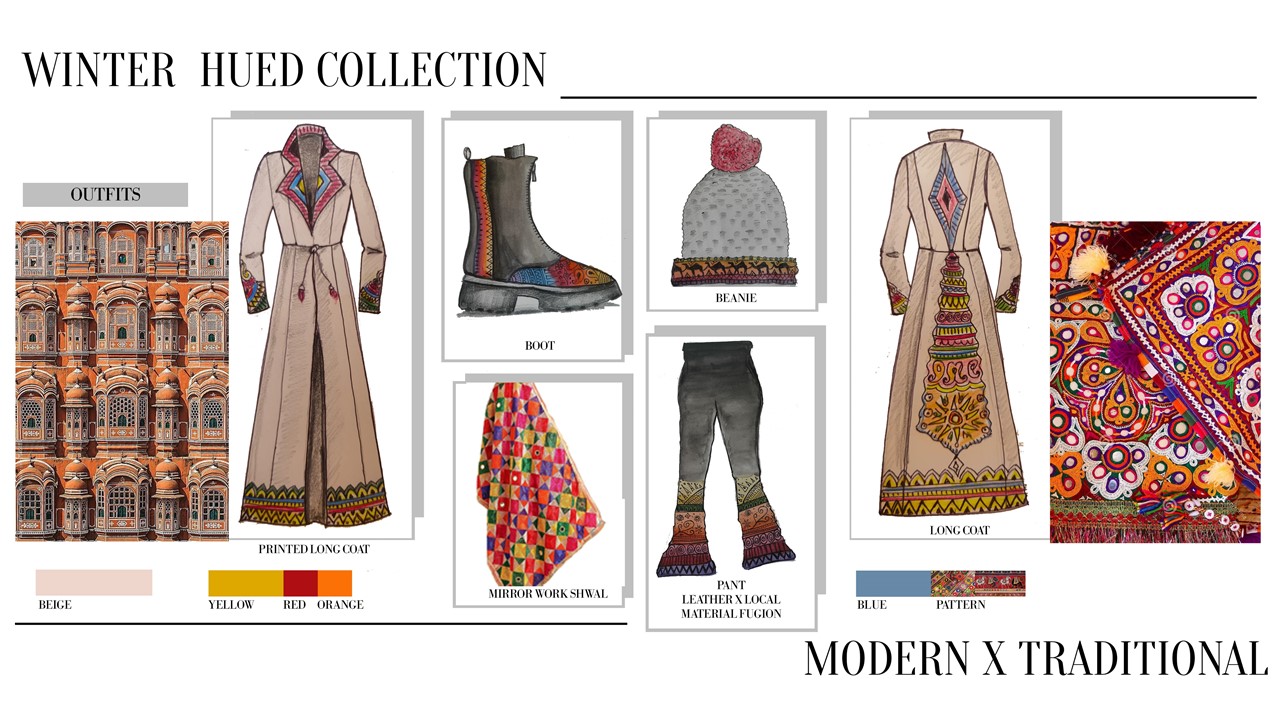 WINTER HUED COLLECTION
OUTFITS
PRINTED LONG COAT
BOOT
BEANIE
MIRROR WORK SHWAL
PANT
LEATHER X LOCAL
MATERIAL FUGION
LONG COAT
BEIGE
YELLOW
RED
ORANGE
BLUE
PATTERN
MODERN X TRADITIONAL